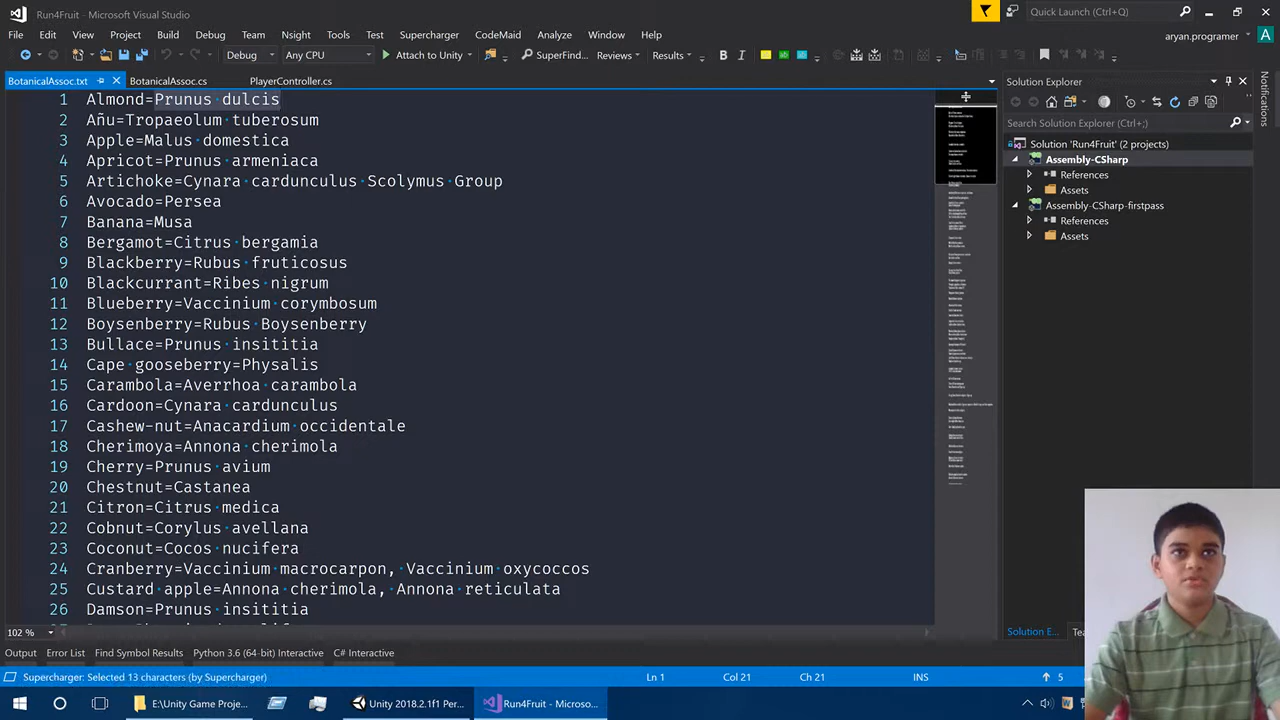 Run4Fruit - Microsoft Visual Studio
Quick Launch (Ctrl+Q)
File Edit View Project Build Debug Team Nsight Tools Test Supercharger CodeMaid Analyze Window Help
aryan.programer A
Debug Any CPU Attach to Unity SuperFind... Reviews Results B I
BotanicalAssoc.txt BotanicalAssoc.cs PlayerController.cs
Solution Explorer
Notifications
Search Solution Explorer (Ctrl+;)
1 Almond=Prunus dulcis
2 Añu=Tropaeolum tuberosum
3 Apple=Malus domestica
4 Apricot=Prunus armeniaca
5 Artichoke=Cynara cardunculus Scolymus Group
6 Avocado=Persea
7 Banana=Musa
8 Bergamot=Citrus bergamia
9 Blackberry=Rubus fruticosus
10 Blackcurrant=Ribes nigrum
11 Blueberry=Vaccinium corymbosum
12 Boysenberry=Rubus Boysenberry
13 Bullace=Prunus insititia
15 Carambola=Averrhoa carambola
16 Cardoon=Cynara cardunculus
17 Cashewnut=Anacardium occidentale
18 Cherimoya=Annona cherimola
19 Cherry=Prunus avium
20 Chestnut=Castanea
21 Citron=Citrus medica
22 Cobnut=Corylus avellana
23 Coconut=Cocos nucifera
24 Cranberry=Vaccinium macrocarpon, Vaccinium oxycoccos
25 Custard apple=Annona cherimola, Annona reticulata
26 Damson=Prunus insititia
Solution 'Run4Fruit' (2 projects)
Assembly-CSharp
References
Assets
Assembly-CSharp-firstpass
References
Assets
102 %
Solution E...
Output Error List Find Symbol Results Python 3.6 (64-bit) Interactive C# Interactive
Supercharger: Selected 13 characters (by Supercharger) Ln 1 Col 21 Ch 21 INS 5
E:\Unity Game Proje... Unity 2018.2.1f1 Per... Run4Fruit - Microso...